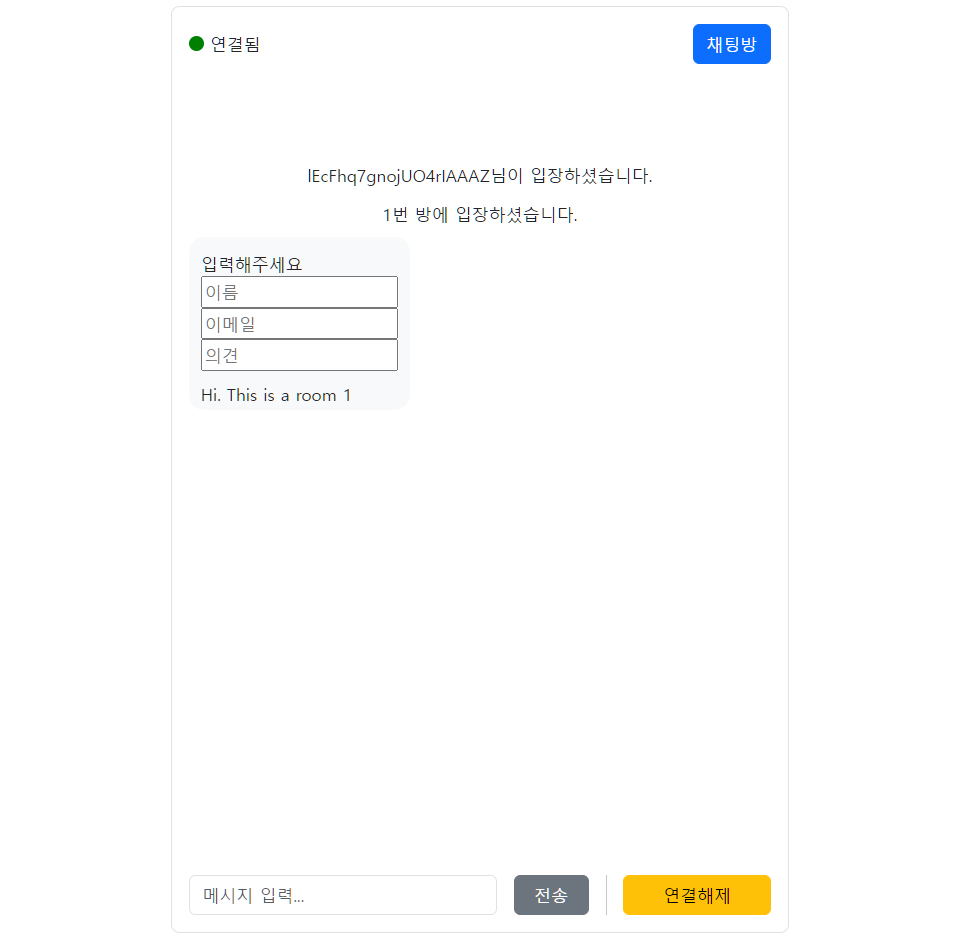 연결됨
채팅방
lEcFhq7gnojUO4rIAAAZ님이 입장하셨습니다.
1번 방에 입장하셨습니다.
입력해주세요
이름
이메일
의견
Hi. This is a room 1
메시지 입력...
전송
연결해제